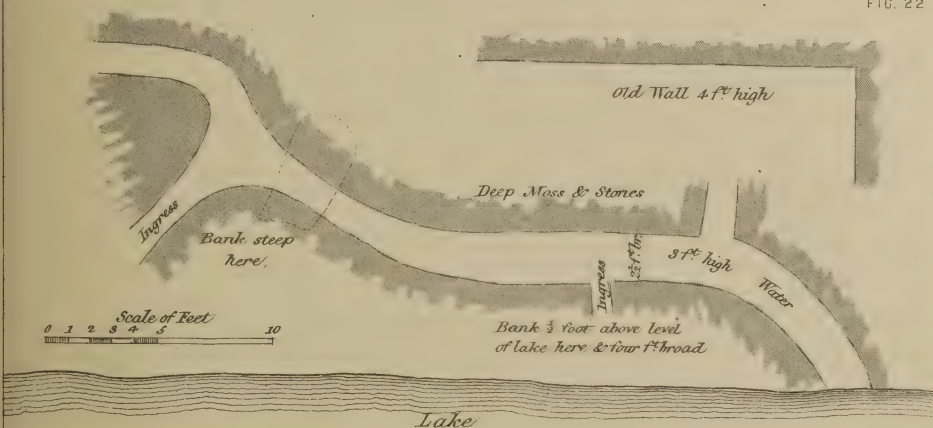 FIG. 22
Old Wall 4 ft. high
Deep Moss & Stones
Ingress
Bank steep
here.
Ingress
2½ ft. br.
3 ft. high
Water
Scale of Feet
0 1 2 3 4 5 10
Bank ½ foot above level
of lake here & four ft. broad
Lake